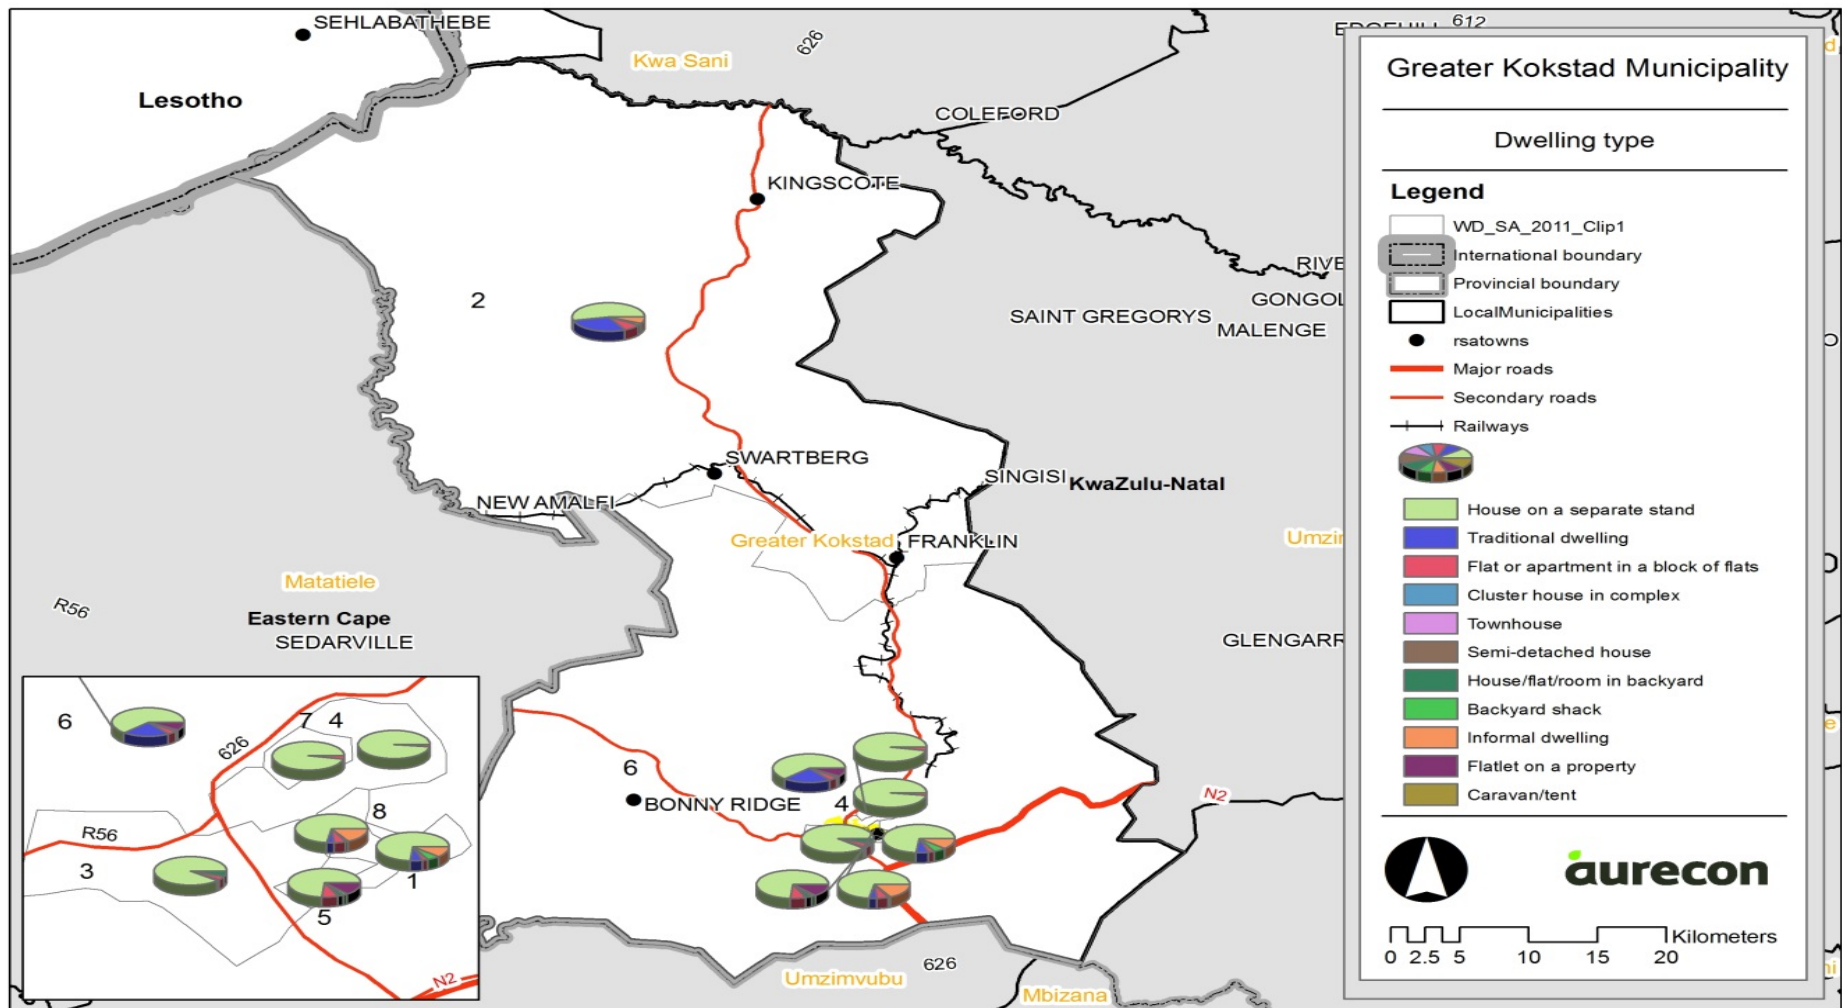 SEHLABATHEBE
Lesotho
Kwa Sani
626
612
COLEFORD
KINGSCOTE
2
SAINT GREGORYS
MALENGE
SWARTBERG
NEW AMALFI
SINGISI
KwaZulu-Natal
Greater Kokstad
FRANKLIN
Matatiele
R56
Eastern Cape
SEDARVILLE
6
BONNY RIDGE
4
N2
Umzimvubu
626
Mbizana
6
7 4
626
8
R56
3
1
5
N2
Greater Kokstad Municipality
Dwelling type
Legend
WD_SA_2011_Clip1
International boundary
Provincial boundary
LocalMunicipalities
rsatowns
Major roads
Secondary roads
Railways
House on a separate stand
Traditional dwelling
Flat or apartment in a block of flats
Cluster house in complex
Townhouse
Semi-detached house
House/flat/room in backyard
Backyard shack
Informal dwelling
Flatlet on a property
Caravan/tent
aurecon
Kilometers
0 2.5 5 10 15 20